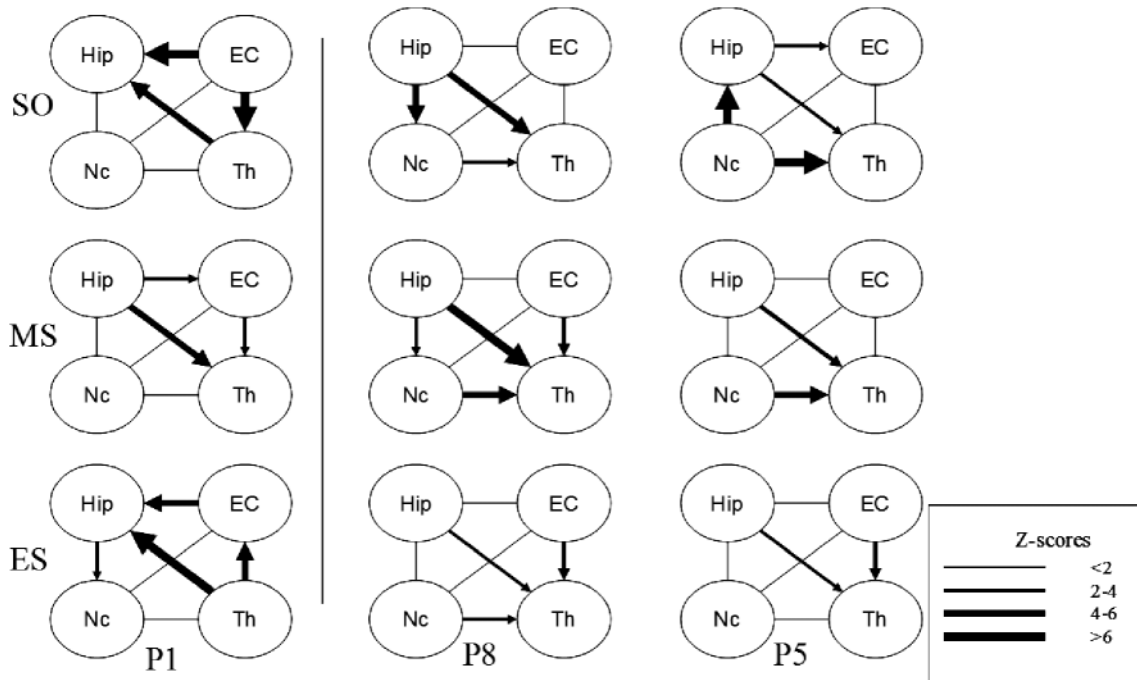 Hip EC Hip EC Hip EC
SO
Nc Th Nc Th Nc Th
Hip EC Hip EC Hip EC
MS
Nc Th Nc Th Nc Th
Hip EC Hip EC Hip EC
ES
Nc Th Nc Th Nc Th
P1 P8 P5
Z-scores
<2
2-4
4-6
>6